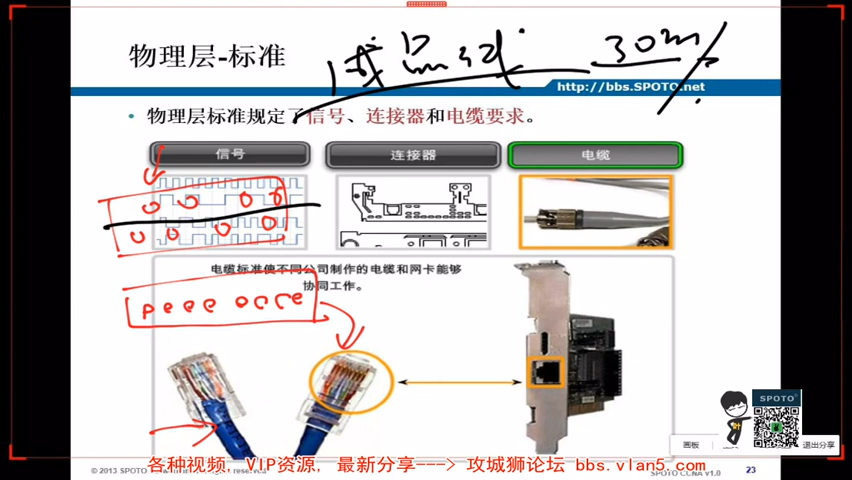 物理层-标准
30m
http://bbs.SPOTO.net
• 物理层标准规定了信号、连接器和电缆要求。
信号
连接器
电缆
电缆标准使不同公司制作的电缆和网卡能够
协同工作。
SPOTO
画板
退出分享
各种视频，VIP资源，最新分享---> 攻城狮论坛 bbs.vlan5.com
© 2013 SPOTO
SPOTO CCNA v1.0
23